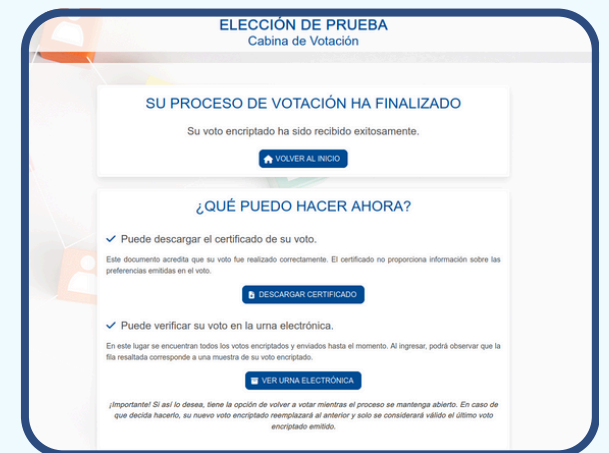 ELECCIÓN DE PRUEBA
Cabina de Votación
SU PROCESO DE VOTACIÓN HA FINALIZADO
Su voto encriptado ha sido recibido exitosamente.
VOLVER AL INICIO
¿QUÉ PUEDO HACER AHORA?
Puede descargar el certificado de su voto.
Este documento acredita que su voto fue realizado correctamente. El certificado no proporciona información sobre las
preferencias emitidas en el voto.
DESCARGAR CERTIFICADO
Puede verificar su voto en la urna electrónica.
En este lugar se encuentran todos los votos encriptados y enviados hasta el momento. Al ingresar, podrá observar que la
fila resaltada corresponde a una muestra de su voto encriptado.
VER URNA ELECTRÓNICA
¡Importante! Si así lo desea, tiene la opción de volver a votar mientras el proceso se mantenga abierto. En caso de
que decida hacerlo, su nuevo voto encriptado reemplazará al anterior y solo se considerará válido el último voto
encriptado emitido.